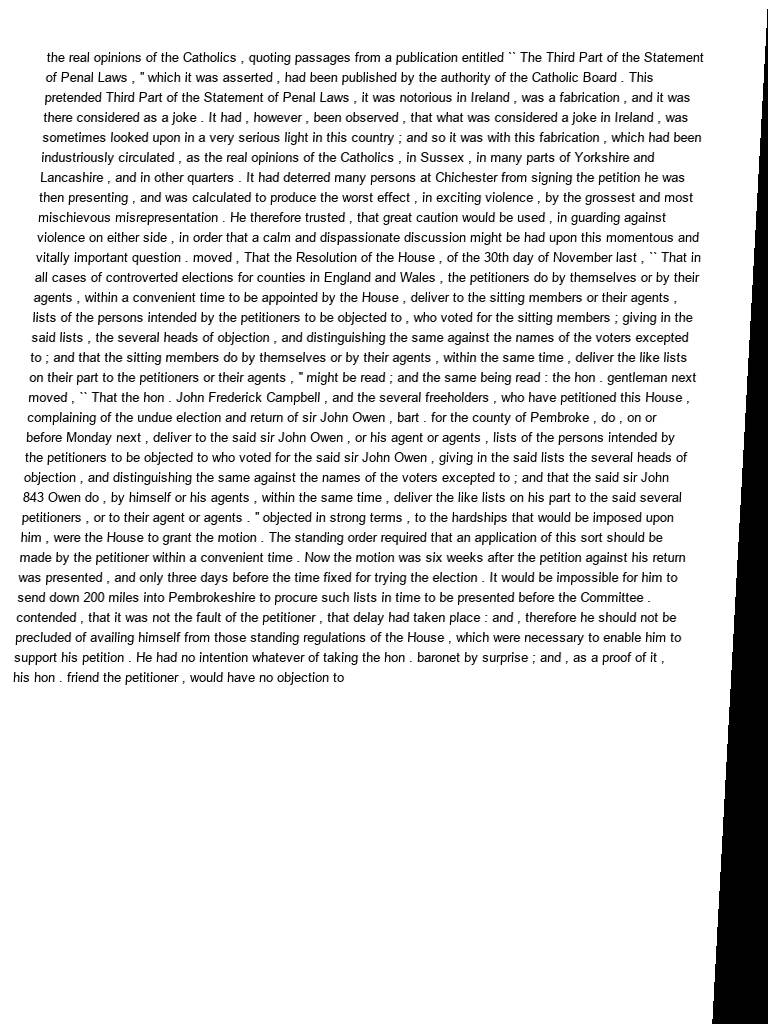 the real opinions of the Catholics , quoting passages from a publication entitled `` The Third Part of the Statement
of Penal Laws , " which it was asserted , had been published by the authority of the Catholic Board . This
pretended Third Part of the Statement of Penal Laws , it was notorious in Ireland , was a fabrication , and it was
there considered as a joke . It had , however , been observed , that what was considered a joke in Ireland , was
sometimes looked upon in a very serious light in this country ; and so it was with this fabrication , which had been
industriously circulated , as the real opinions of the Catholics , in Sussex , in many parts of Yorkshire and
Lancashire , and in other quarters . It had deterred many persons at Chichester from signing the petition he was
then presenting , and was calculated to produce the worst effect , in exciting violence , by the grossest and most
mischievous misrepresentation . He therefore trusted , that great caution would be used , in guarding against
violence on either side , in order that a calm and dispassionate discussion might be had upon this momentous and
vitally important question . moved , That the Resolution of the House , of the 30th day of November last , `` That in
all cases of controverted elections for counties in England and Wales , the petitioners do by themselves or by their
agents , within a convenient time to be appointed by the House , deliver to the sitting members or their agents ,
lists of the persons intended by the petitioners to be objected to , who voted for the sitting members ; giving in the
said lists , the several heads of objection , and distinguishing the same against the names of the voters excepted
to ; and that the sitting members do by themselves or by their agents , within the same time , deliver the like lists
on their part to the petitioners or their agents , " might be read ; and the same being read : the hon . gentleman next
moved , `` That the hon . John Frederick Campbell , and the several freeholders , who have petitioned this House ,
complaining of the undue election and return of sir John Owen , bart . for the county of Pembroke , do , on or
before Monday next , deliver to the said sir John Owen , or his agent or agents , lists of the persons intended by
the petitioners to be objected to who voted for the said sir John Owen , giving in the said lists the several heads of
objection , and distinguishing the same against the names of the voters excepted to ; and that the said sir John
843 Owen do , by himself or his agents , within the same time , deliver the like lists on his part to the said several
petitioners , or to their agent or agents . " objected in strong terms , to the hardships that would be imposed upon
him , were the House to grant the motion . The standing order required that an application of this sort should be
made by the petitioner within a convenient time . Now the motion was six weeks after the petition against his return
was presented , and only three days before the time fixed for trying the election . It would be impossible for him to
send down 200 miles into Pembrokeshire to procure such lists in time to be presented before the Committee .
contended , that it was not the fault of the petitioner , that delay had taken place : and , therefore he should not be
precluded of availing himself from those standing regulations of the House , which were necessary to enable him to
support his petition . He had no intention whatever of taking the hon . baronet by surprise ; and , as a proof of it ,
his hon . friend the petitioner , would have no objection to